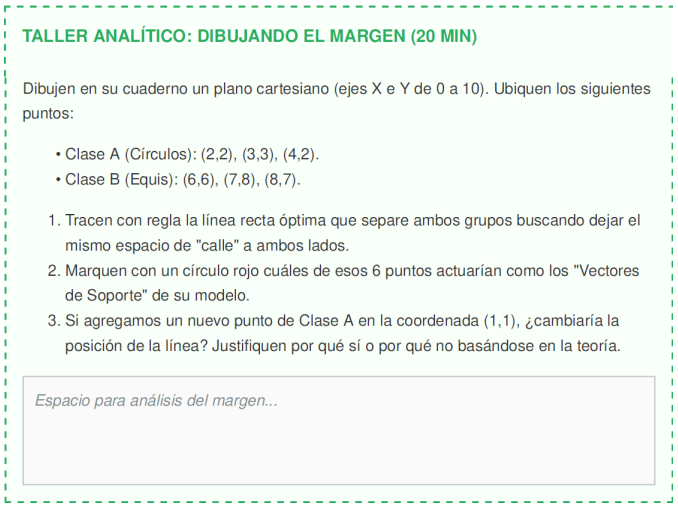 TALLER ANALÍTICO: DIBUJANDO EL MARGEN (20 MIN)
Dibujen en su cuaderno un plano cartesiano (ejes X e Y de 0 a 10). Ubiquen los siguientes
puntos:
• Clase A (Círculos): (2,2), (3,3), (4,2).
• Clase B (Equis): (6,6), (7,8), (8,7).
1. Tracen con regla la línea recta óptima que separe ambos grupos buscando dejar el
mismo espacio de "calle" a ambos lados.
2. Marquen con un círculo rojo cuáles de esos 6 puntos actuarían como los "Vectores
de Soporte" de su modelo.
3. Si agregamos un nuevo punto de Clase A en la coordenada (1,1), ¿cambiaría la
posición de la línea? Justifiquen por qué sí o por qué no basándose en la teoría.
Espacio para análisis del margen...